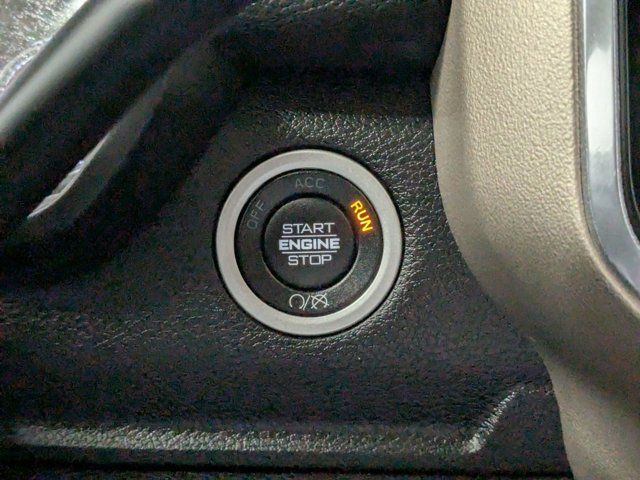 OFF
ACC
RUN
START
ENGINE
STOP